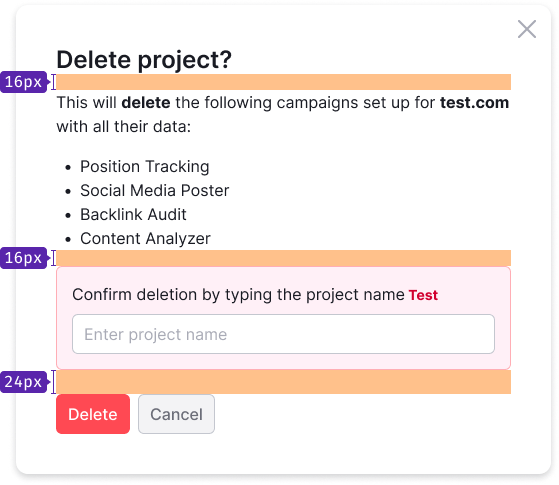 Delete project?
16px
This will delete the following campaigns set up for test.com
with all their data:
• Position Tracking
• Social Media Poster
• Backlink Audit
• Content Analyzer
16px
Confirm deletion by typing the project name Test
Enter project name
24px
Delete
Cancel